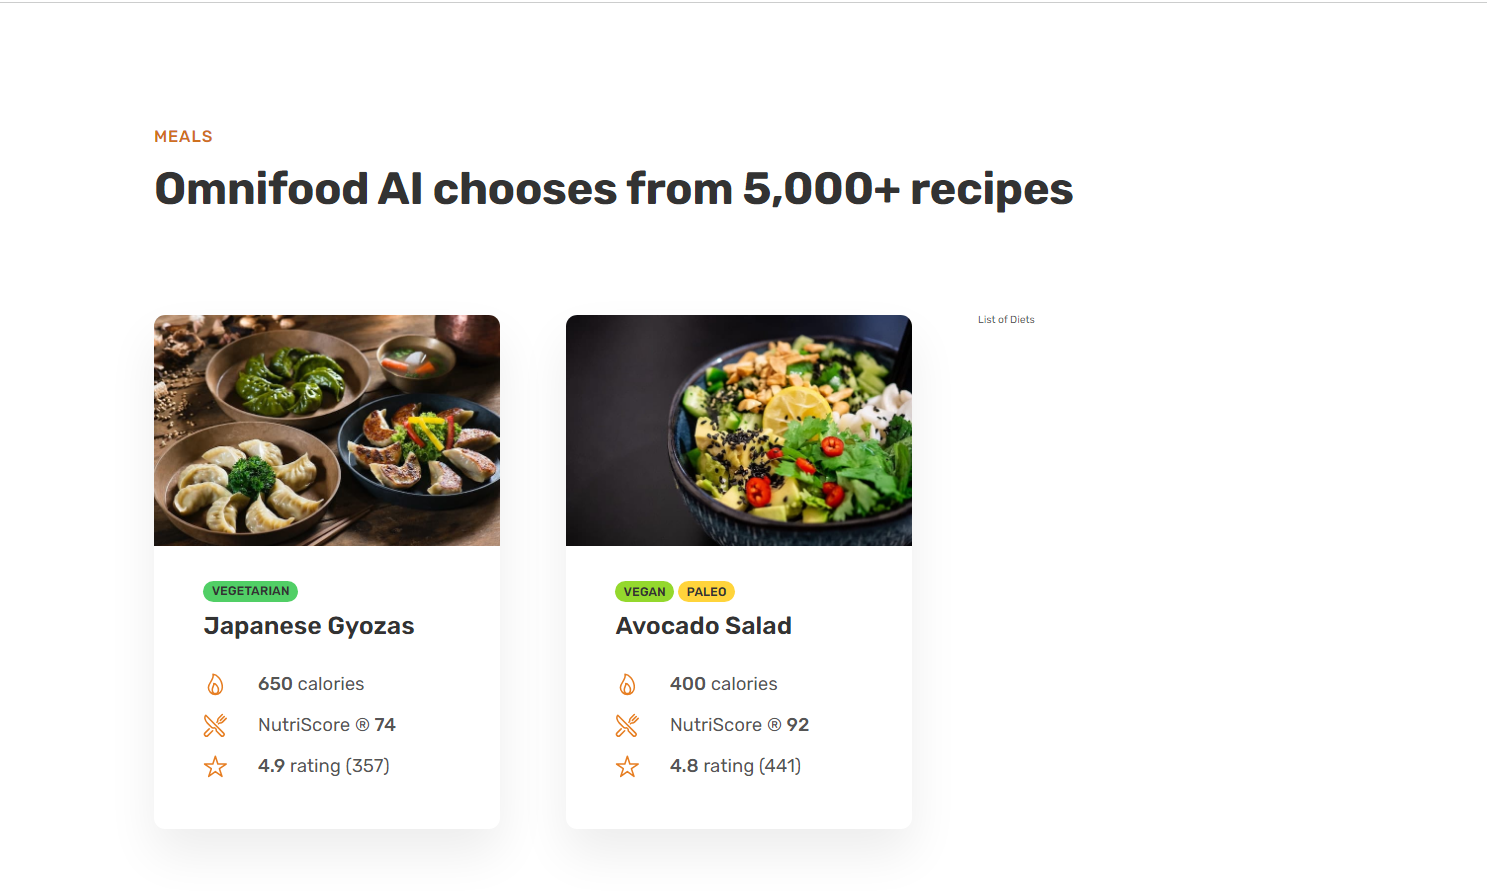 MEALS
Omnifood AI chooses from 5,000+ recipes
VEGETARIAN
Japanese Gyozas
650 calories
NutriScore ® 74
4.9 rating (357)
VEGAN PALEO
Avocado Salad
400 calories
NutriScore ® 92
4.8 rating (441)
List of Diets